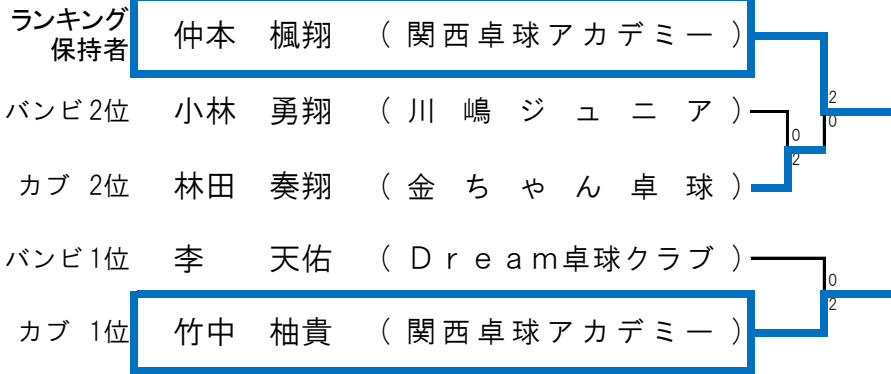 ランキング
保持者 仲本 楓翔 (関西卓球アカデミー)
バンビ2位 小林 勇翔 (川嶋ジュニア)
2
0
0
2
カブ 2位 林田 奏翔 (金ちゃん卓球)
バンビ1位 李 天佑 (Dream卓球クラブ)
0
2
カブ 1位 竹中 柚貴 (関西卓球アカデミー)